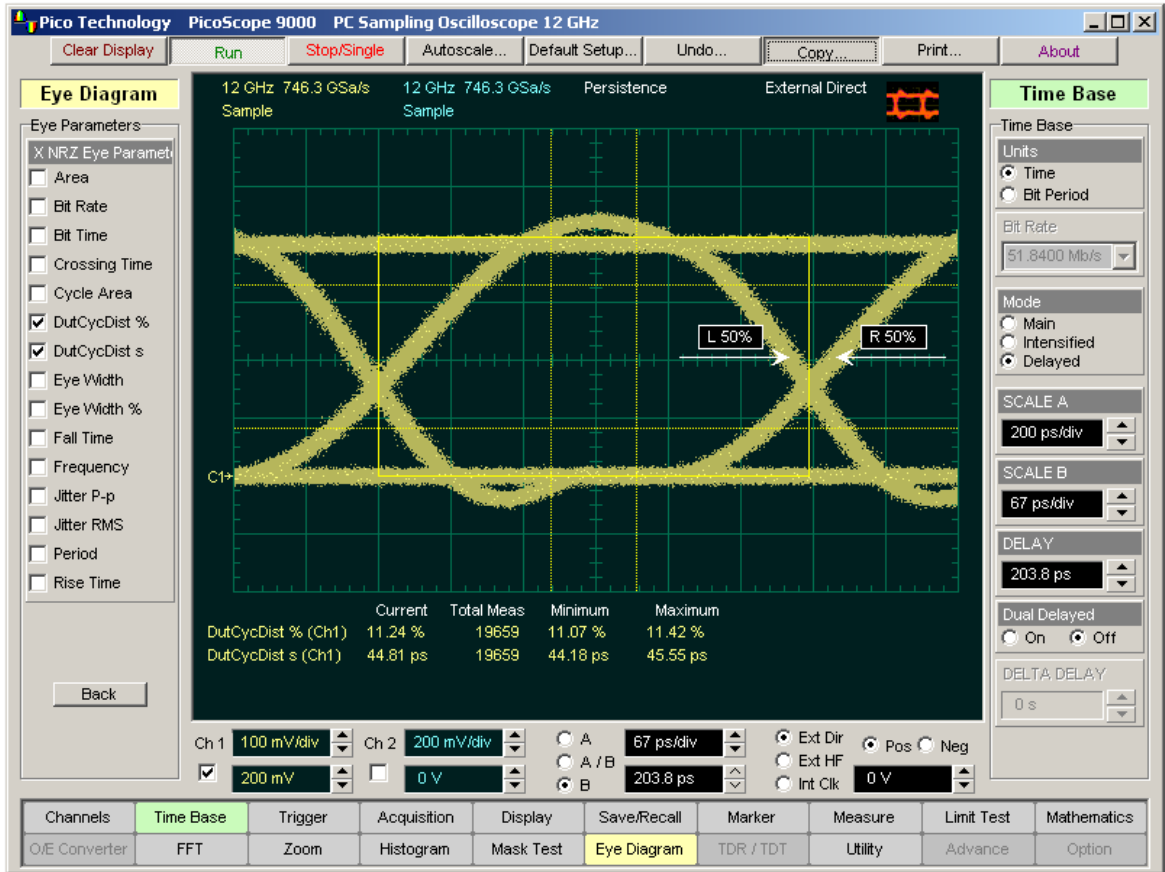 Pico Technology PicoScope 9000 PC Sampling Oscilloscope 12 GHz
Clear Display Run Stop/Single Autoscale... Default Setup... Undo... Copy... Print... About
Eye Diagram
Eye Parameters
X NRZ Eye Paramet
Area
Bit Rate
Bit Time
Crossing Time
Cycle Area
DutCycDist %
DutCycDist s
Eye Width
Eye Width %
Fall Time
Frequency
Jitter P-p
Jitter RMS
Period
Rise Time
Back
12 GHz 746.3 GSa/s 12 GHz 746.3 GSa/s Persistence External Direct
Sample Sample
L 50% R 50%
C1
Current Total Meas Minimum Maximum
DutCycDist % (Ch1) 11.24 % 19659 11.07 % 11.42 %
DutCycDist s (Ch1) 44.81 ps 19659 44.18 ps 45.55 ps
Time Base
Time Base
Units
Time
Bit Period
Bit Rate
51.8400 Mb/s
Mode
Main
Intensified
Delayed
SCALE A
200 ps/div
SCALE B
67 ps/div
DELAY
203.8 ps
Dual Delayed
On Off
DELTA DELAY
0 s
Ch 1 100 mV/div Ch 2 200 mV/div A 67 ps/div Ext Dir Pos Neg
A / B Ext HF
200 mV 0 V B 203.8 ps Int Clk 0 V
Channels Time Base Trigger Acquisition Display Save/Recall Marker Measure Limit Test Mathematics
O/E Converter FFT Zoom Histogram Mask Test Eye Diagram TDR / TDT Utility Advance Option